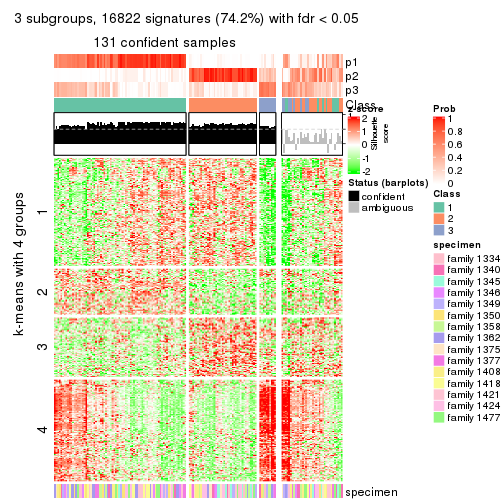 3 subgroups, 16822 signatures (74.2%) with fdr < 0.05
131 confident samples
p1
p2
p3
Class
1
Silhouette score
k-means with 4 groups
1
2
3
4
specimen
z-score
2
1
0
-1
-2
Status (barplots)
confident
ambiguous
Prob
1
0.8
0.6
0.4
0.2
0
Class
1
2
3
specimen
family 1334
family 1340
family 1345
family 1346
family 1349
family 1350
family 1358
family 1362
family 1375
family 1377
family 1408
family 1418
family 1421
family 1424
family 1477